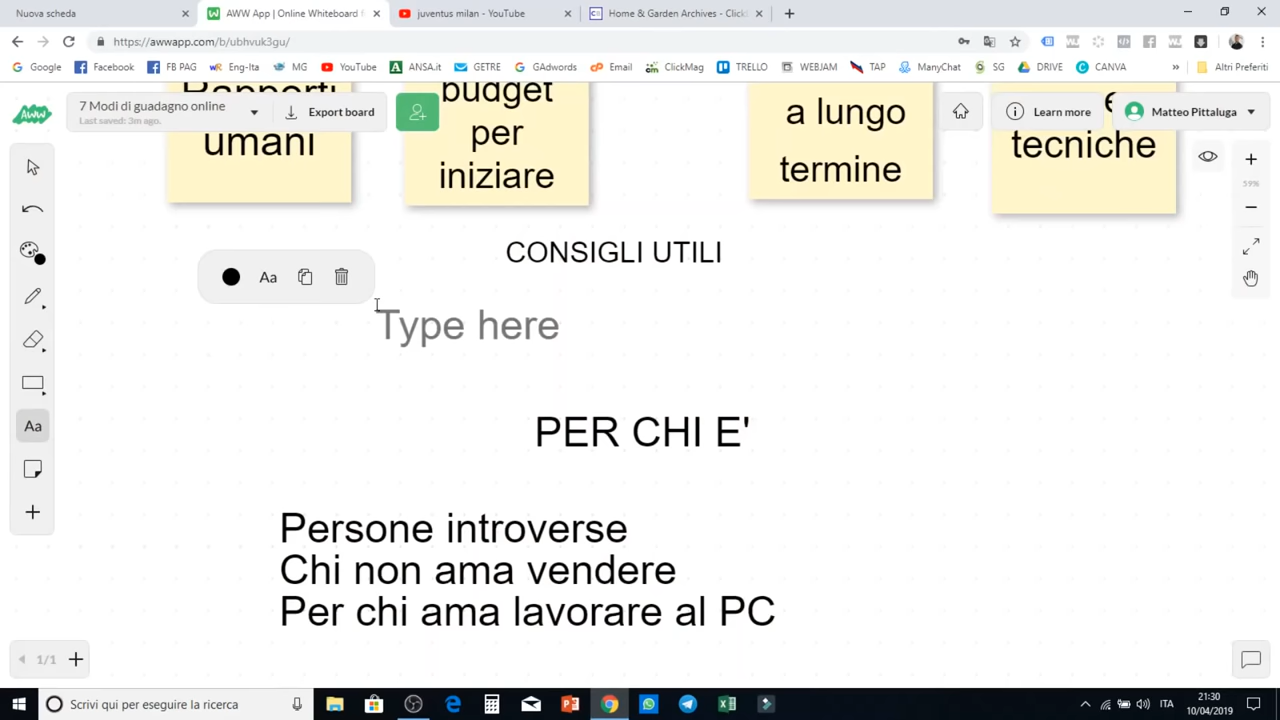 Nuova scheda
AWW App | Online Whiteboard
juventus milan - YouTube
Home & Garden Archives - Click
https://awwapp.com/b/ubhvuk3gu/
Google
Facebook
FB PAG
Eng-Ita
MG
YouTube
ANSA.it
GETRE
GAdwords
Email
ClickMag
TRELLO
WEBJAM
TAP
ManyChat
SG
DRIVE
CANVA
Altri Preferiti
AWW
7 Modi di guadagno online
Last saved: 3m ago.
Export board
Learn more
Matteo Pittaluga
Rapporti
umani
budget
per
iniziare
a lungo
termine
e
tecniche
59%
CONSIGLI UTILI
Aa
Type here
PER CHI E'
Aa
Persone introverse
Chi non ama vendere
Per chi ama lavorare al PC
1/1
Scrivi qui per eseguire la ricerca
ITA
21:30
10/04/2019